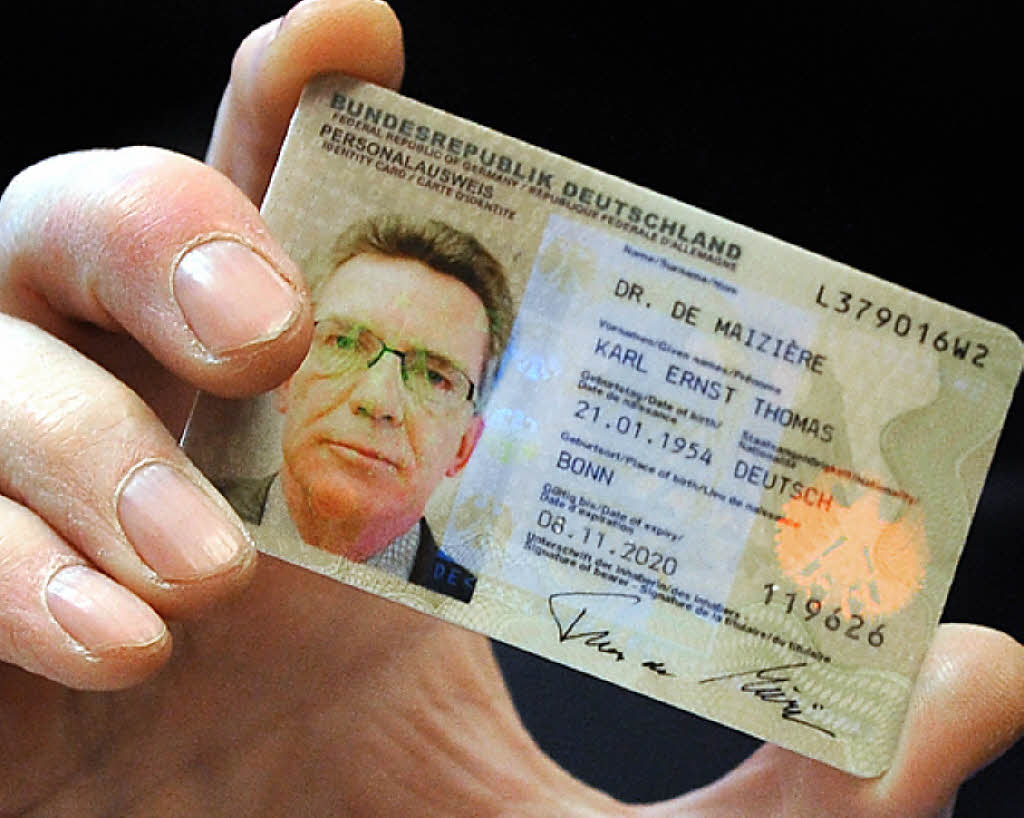 BUNDESREPUBLIK DEUTSCHLAND
FEDERAL REPUBLIC OF GERMANY / RÉPUBLIQUE FÉDÉRALE D'ALLEMAGNE
PERSONALAUSWEIS
IDENTITY CARD / CARTE D'IDENTITÉ
L379016W2
Name/Surname/Nom
DR. DE MAIZIÈRE
Vornamen/Given names/Prénoms
KARL ERNST THOMAS
Geburtstag/Date of birth/
Date de naissance
Staatsangehörigkeit/Nationality/
Nationalité
21.01.1954 DEUTSCH
Geburtsort/Place of birth/Lieu de naissance
BONN
Gültig bis/Date of expiry/
Date d'expiration
08.11.2020
119626
Unterschrift der Inhaberin/des Inhabers
Signature of bearer - Signature de la titulaire/du titulaire